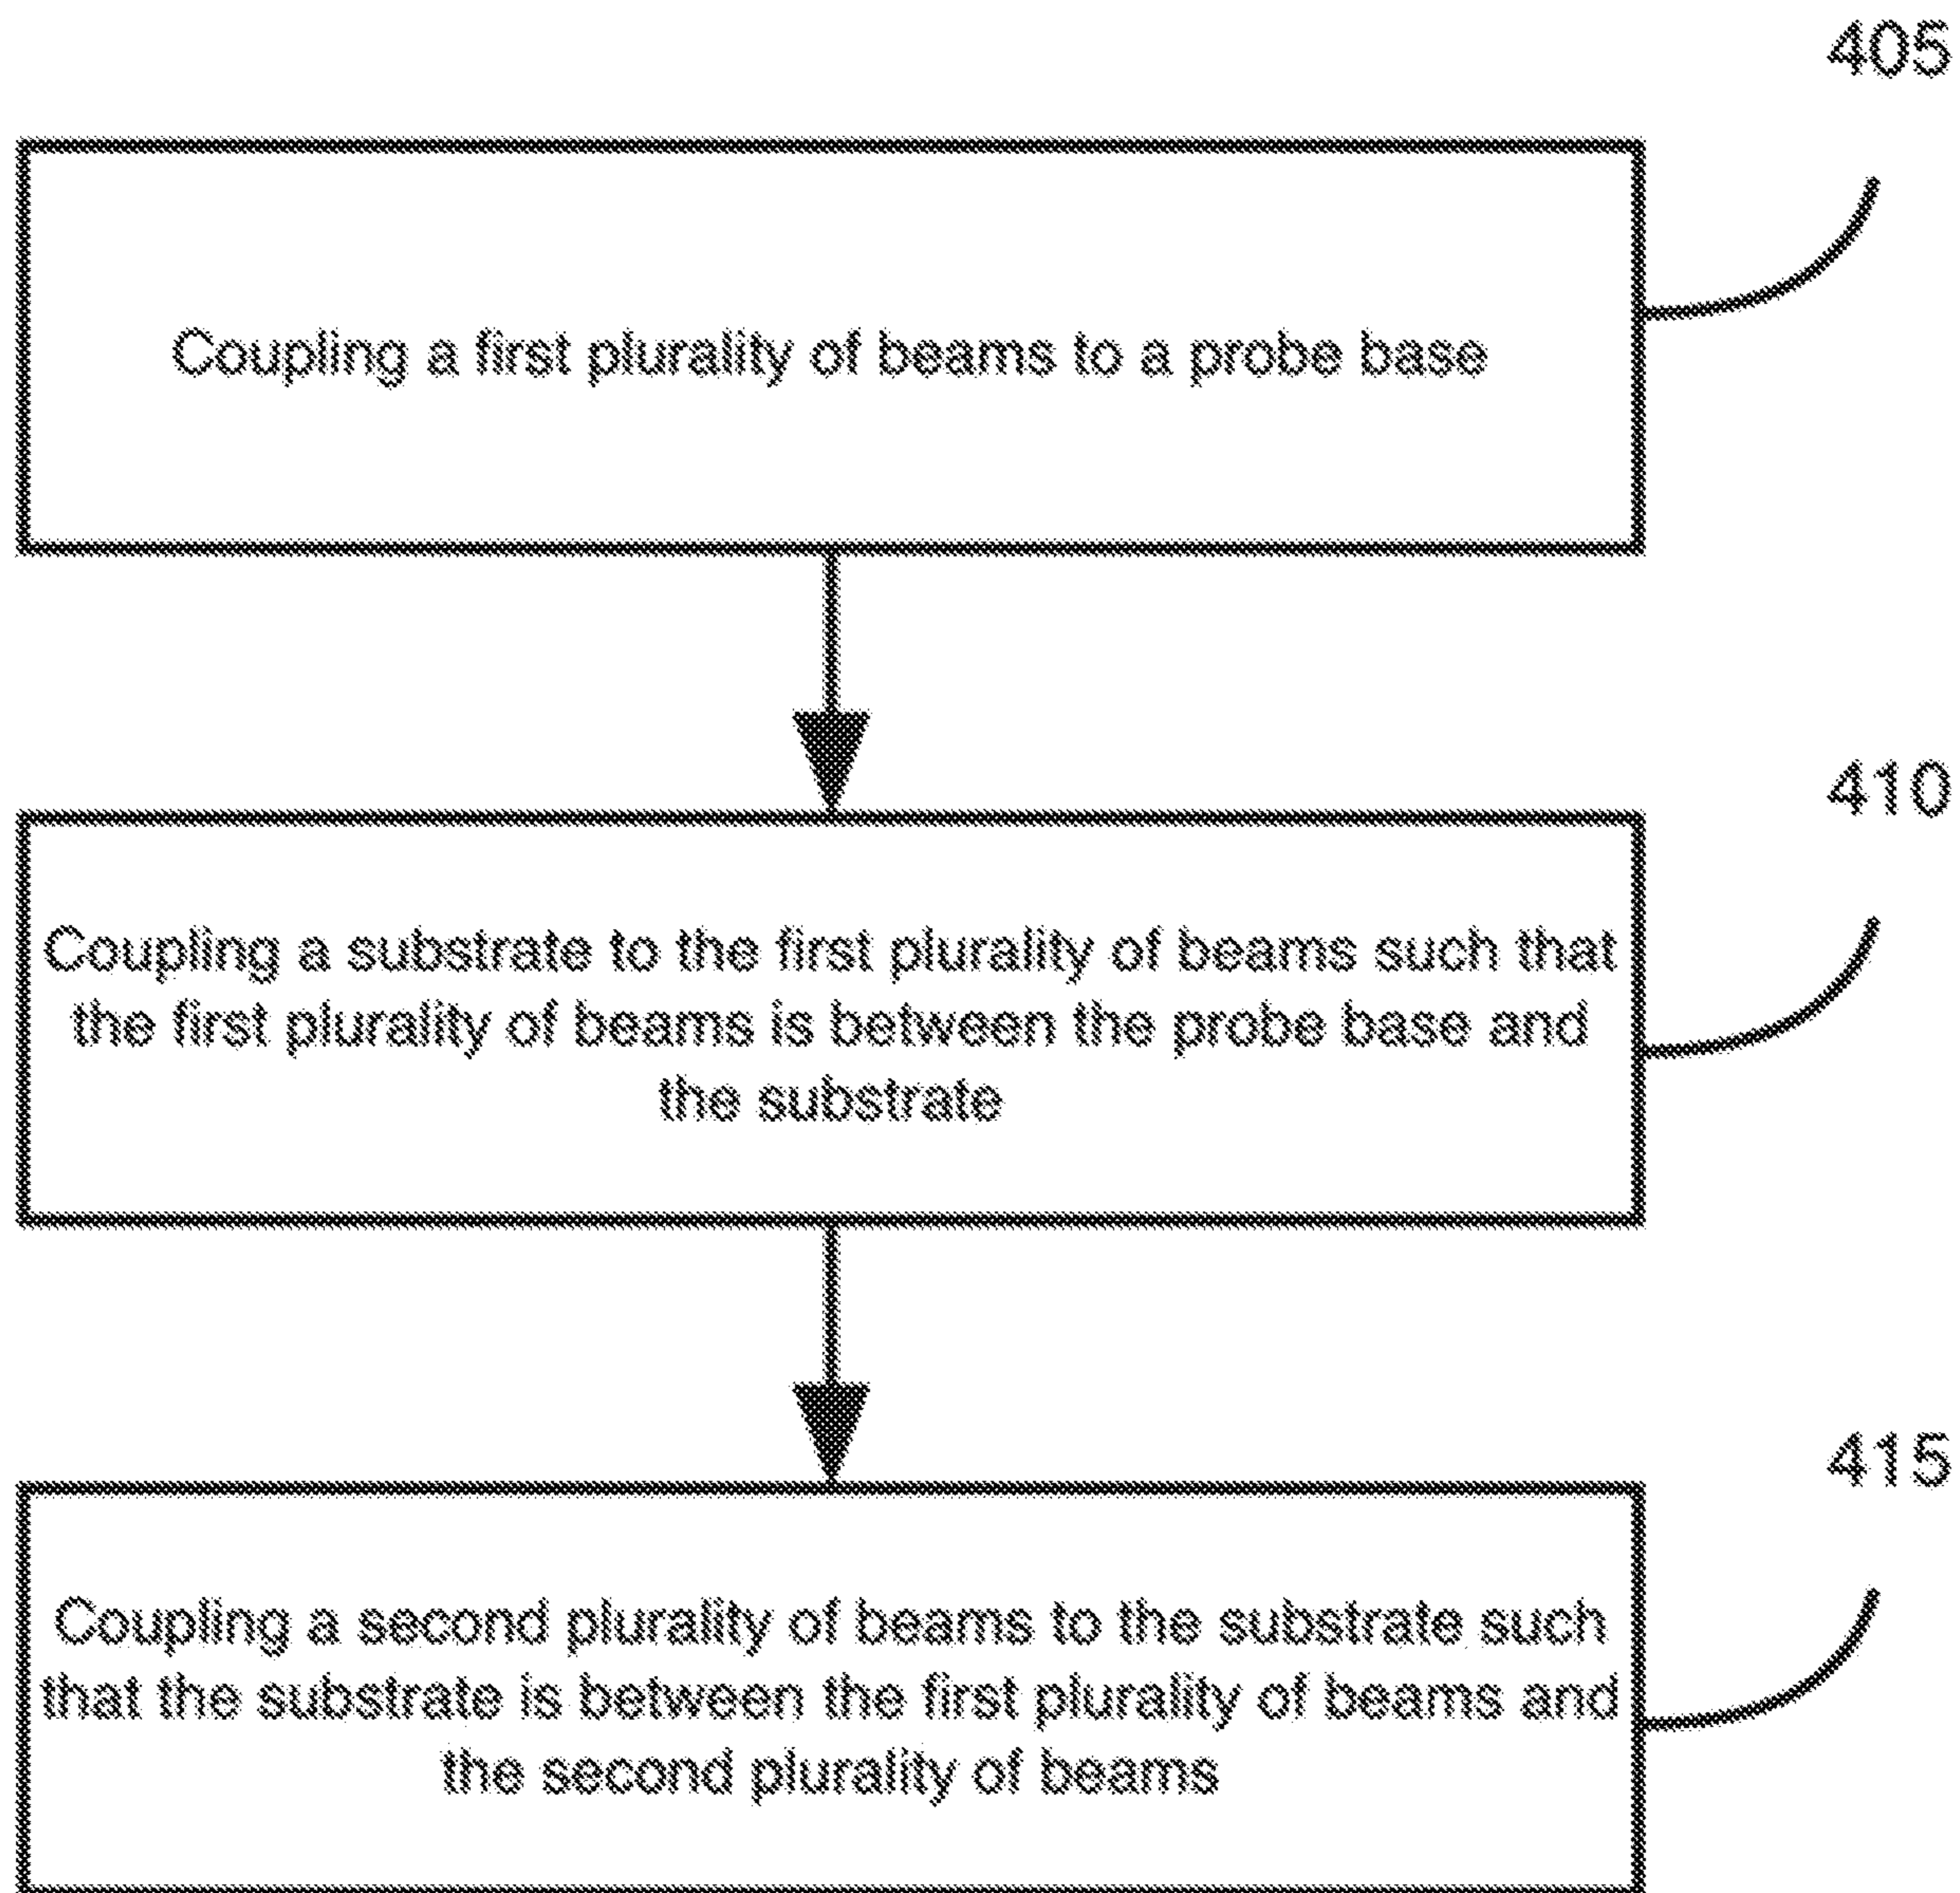 405
Coupling a first plurality of beams to a probe base
410
Coupling a substrate to the first plurality of beams such that
the first plurality of beams is between the probe base and
the substrate
415
Coupling a second plurality of beams to the substrate such
that the substrate is between the first plurality of beams and
the second plurality of beams